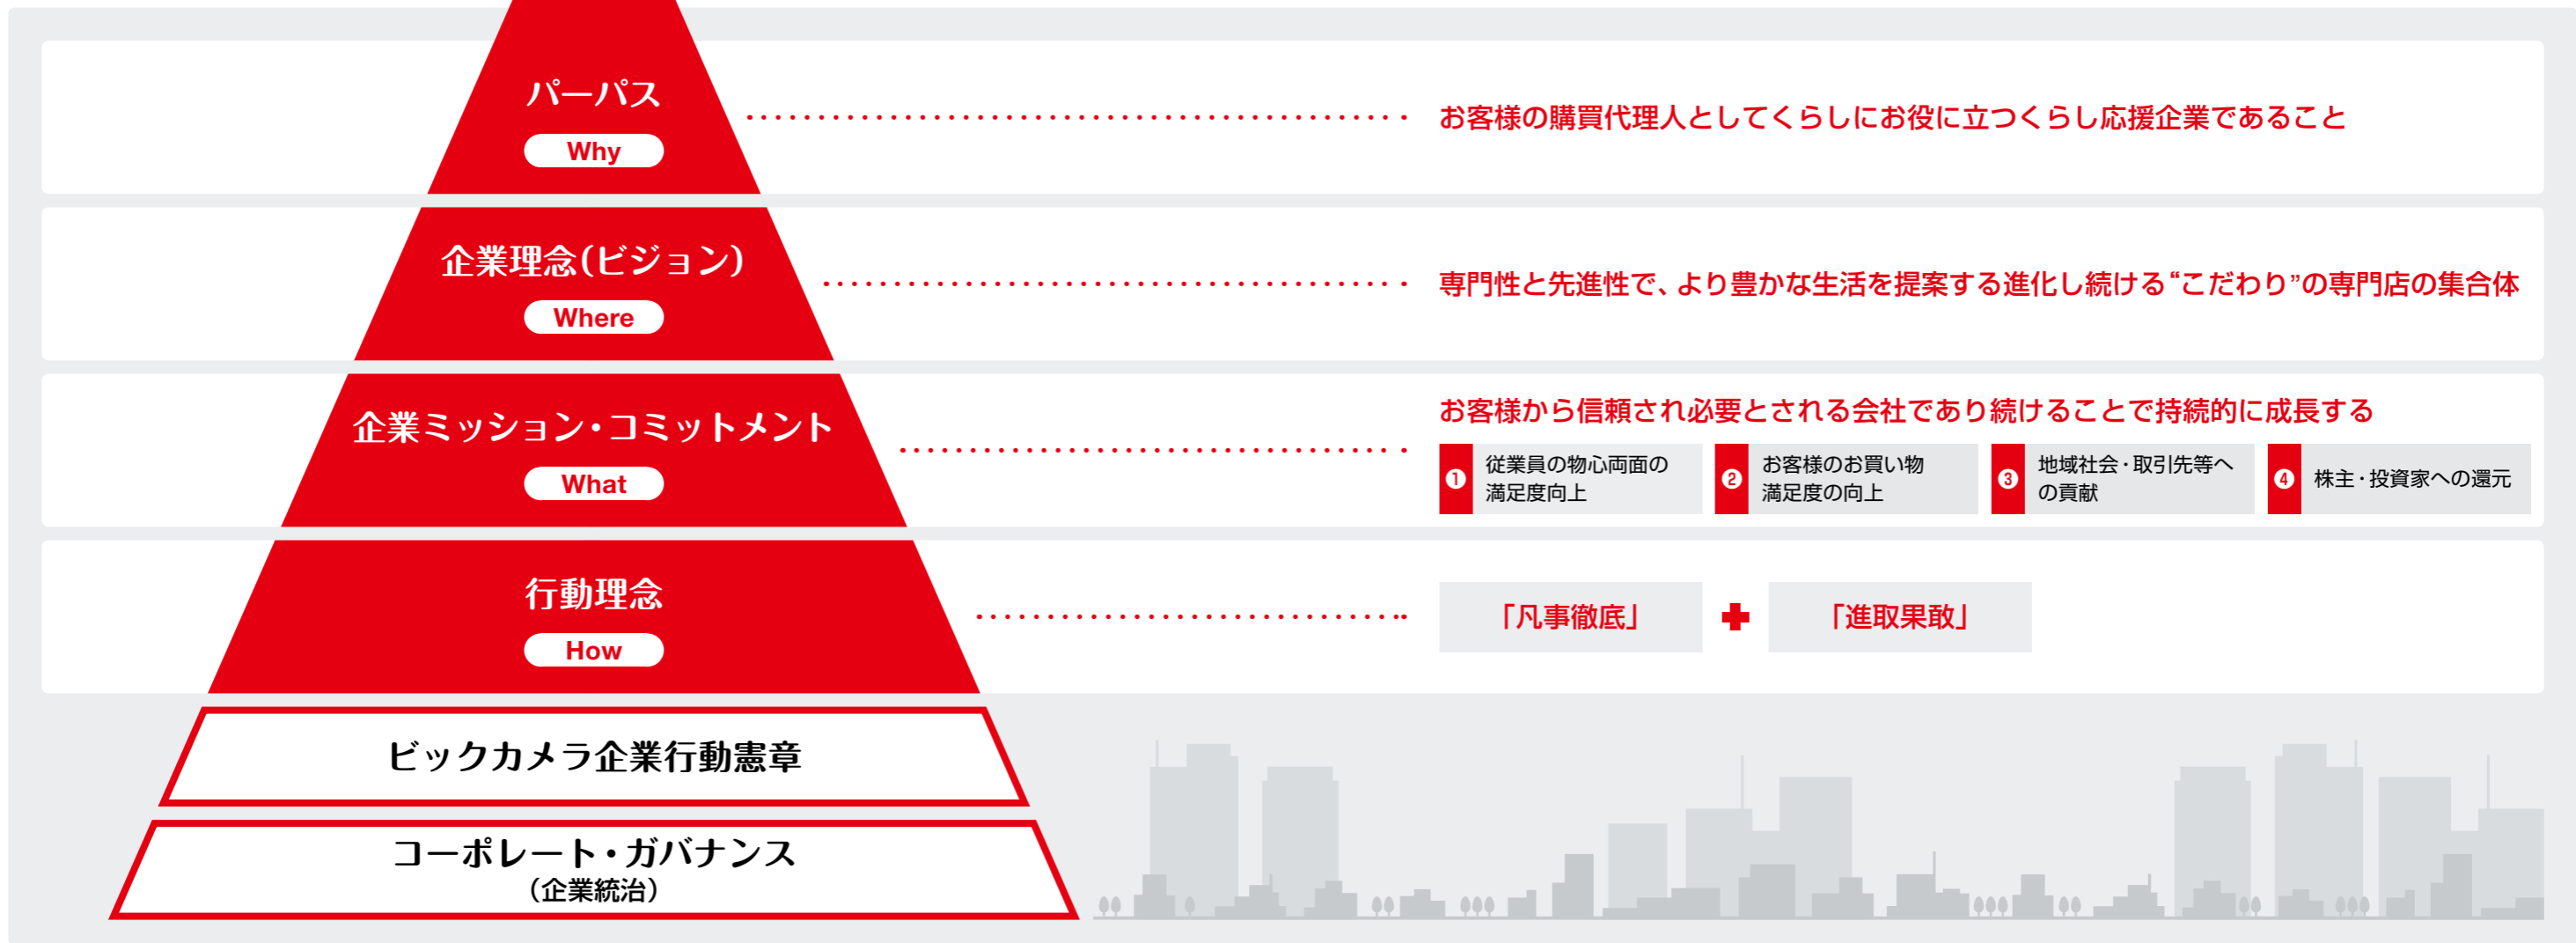 パーパス
Why
お客様の購買代理人としてくらしにお役に立つくらし応援企業であること
企業理念(ビジョン)
Where
専門性と先進性で、より豊かな生活を提案する進化し続ける“こだわり”の専門店の集合体
企業ミッション・コミットメント
What
お客様から信頼され必要とされる会社であり続けることで持続的に成長する
❶
従業員の物心両面の
満足度向上
❷
お客様のお買い物
満足度の向上
❸
地域社会・取引先等へ
の貢献
❹
株主・投資家への還元
行動理念
How
「凡事徹底」
「進取果敢」
ビックカメラ企業行動憲章
コーポレート・ガバナンス
(企業統治)